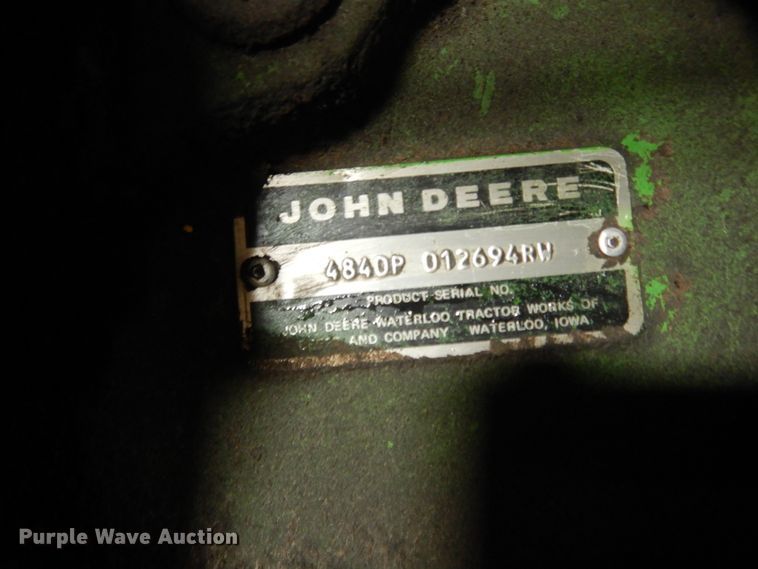 JOHN DEERE
4840P 012694RW
PRODUCT SERIAL NO.
JOHN DEERE WATERLOO TRACTOR WORKS OF
AND COMPANY WATERLOO, IOWA
Purple Wave Auction